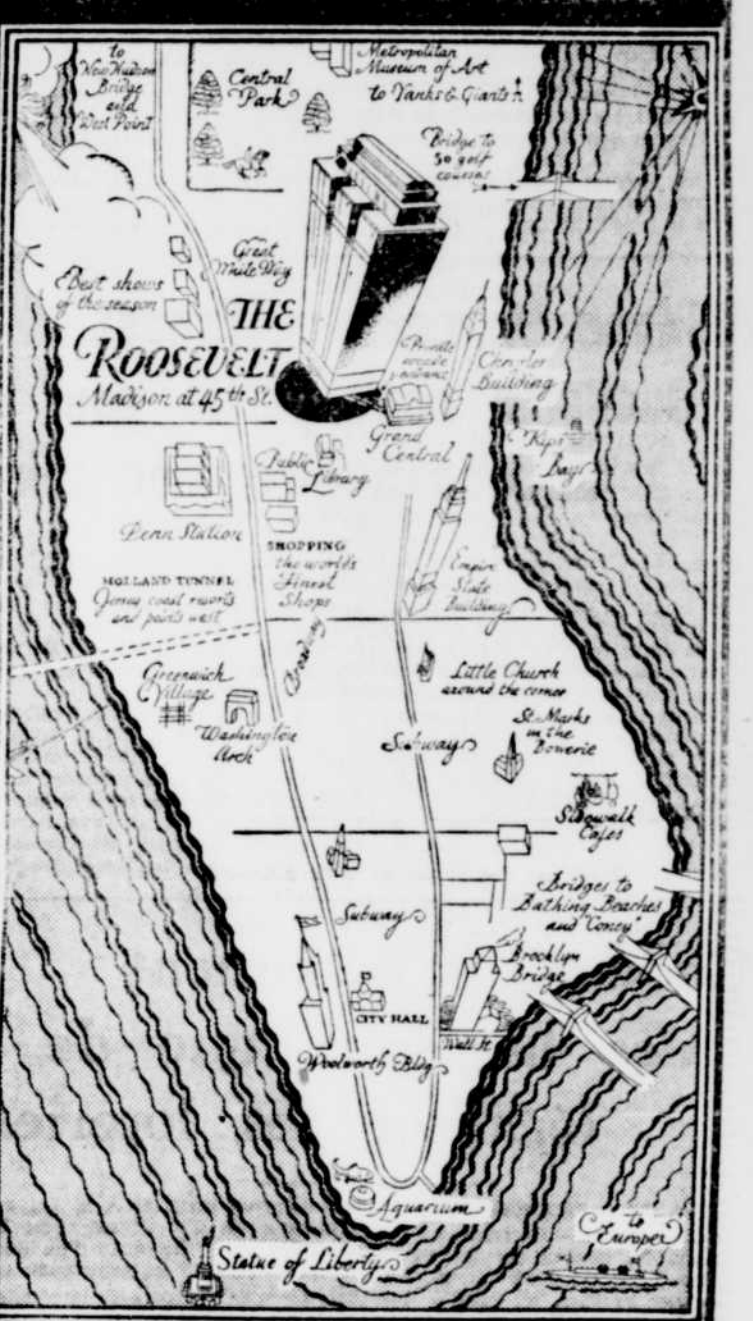 to
New Hudson
Bridge
and
West Point
Central
Park
Metropolitan
Museum of Art
to Yanks & Giants
Bridge to
50 golf
courses
Great
White Way
Best shows
of the season
THE
ROOSEVELT
Madison at 45th St.
Private
arcade
entrance
Chrysler
Building
Grand
Central
Kips
Bays
Public
Library
Penn Station
SHOPPING
the world's
Finest
Shops
HOLLAND TUNNEL
Jersey coast resorts
and points west
Empire
State
Building
Broadway
Greenwich
Village
Washington
Arch
Little Church
around the corner
St. Marks
in the
Bowerie
Subway
Sidewalk
Cafes
Bridges to
Bathing Beaches
and "Coney"
Subway
Brooklyn
Bridge
CITY HALL
Wall St.
Woolworth Bldg
Aquarium
to
Europe
Statue of Liberty